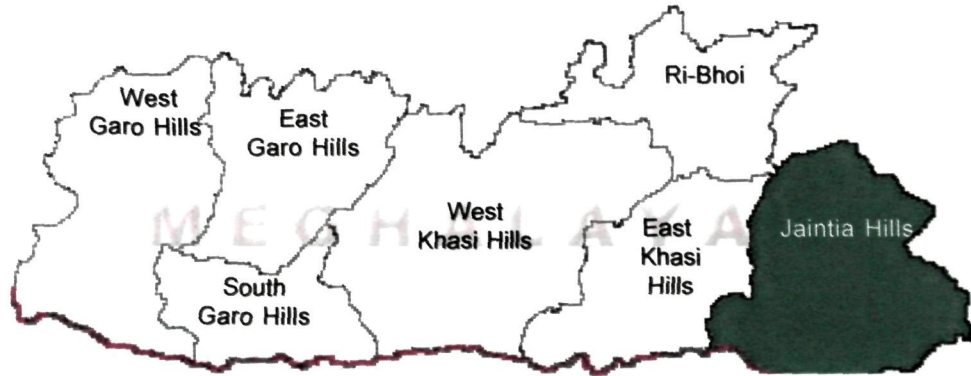 Ri-Bhoi
West
Garo Hills
East
Garo Hills
West
Khasi Hills
East
Khasi
Hills
Jaintia Hills
South
Garo Hills
MEGHALAYA